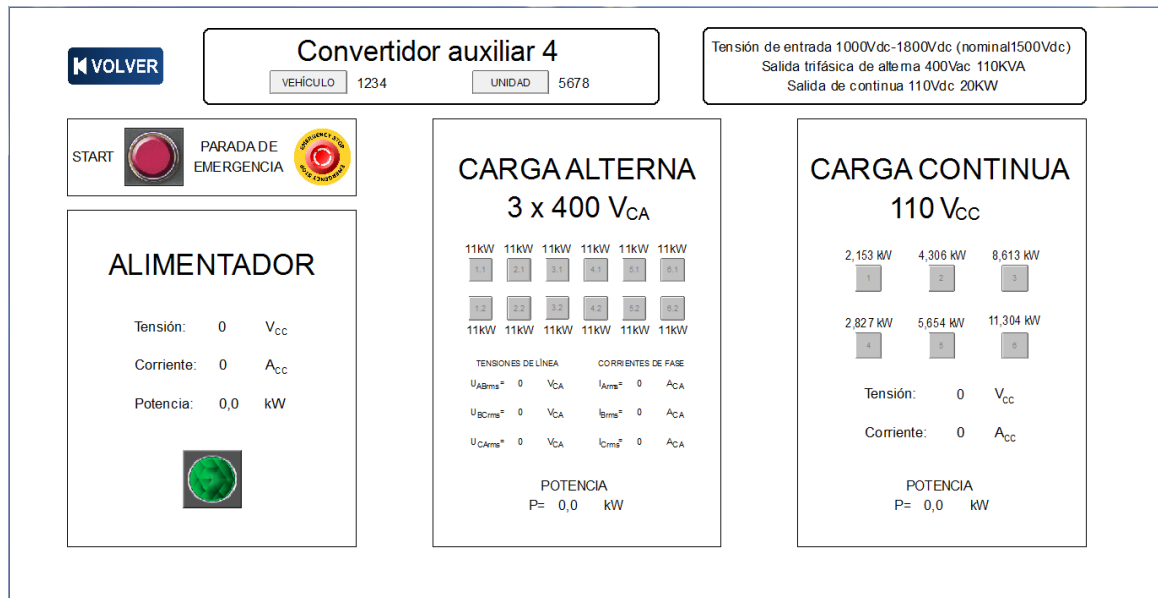 VOLVER
Convertidor auxiliar 4
VEHÍCULO 1234 UNIDAD 5678
Tensión de entrada 1000Vdc-1800Vdc (nominal1500Vdc)
Salida trifásica de alterna 400Vac 110KVA
Salida de continua 110Vdc 20KW
START
PARADA DE
EMERGENCIA
EMERGENCY STOP
EMERGENCY STOP
ALIMENTADOR
Tensión: 0 VCC
Corriente: 0 ACC
Potencia: 0,0 kW
CARGA ALTERNA
3 x 400 VCA
11kW 11kW 11kW 11kW 11kW 11kW
1.1 2.1 3.1 4.1 5.1 6.1
1.2 2.2 3.2 4.2 5.2 6.2
11kW 11kW 11kW 11kW 11kW 11kW
TENSIONES DE LÍNEA CORRIENTES DE FASE
UABrms= 0 VCA IArms= 0 ACA
UBCrms= 0 VCA IBrms= 0 ACA
UCArms= 0 VCA ICrms= 0 ACA
POTENCIA
P= 0,0 kW
CARGA CONTINUA
110 VCC
2,153 kW 4,306 kW 8,613 kW
1 2 3
2,827 kW 5,654 kW 11,304 kW
4 5 6
Tensión: 0 VCC
Corriente: 0 ACC
POTENCIA
P= 0,0 kW